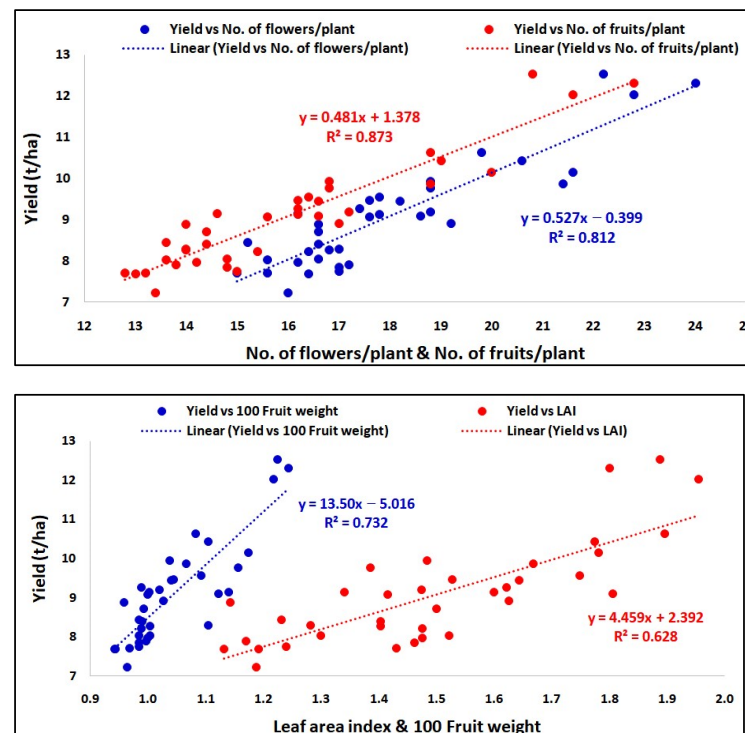 Yield vs No. of flowers/plant Yield vs No. of fruits/plant
Linear (Yield vs No. of flowers/plant) Linear (Yield vs No. of fruits/plant)
13
12
11
10
9
8
7
Yield (t/ha)
y = 0.481x + 1.378
R² = 0.873
y = 0.527x – 0.399
R² = 0.812
12 13 14 15 16 17 18 19 20 21 22 23 24
No. of flowers/plant & No. of fruits/plant
Yield vs 100 Fruit weight Yield vs LAI
Linear (Yield vs 100 Fruit weight) Linear (Yield vs LAI)
13
12
11
10
9
8
7
6
Yield (t/ha)
y = 13.50x – 5.016
R² = 0.732
y = 4.459x + 2.392
R² = 0.628
0.9 1.0 1.1 1.2 1.3 1.4 1.5 1.6 1.7 1.8 1.9 2.0
Leaf area index & 100 Fruit weight